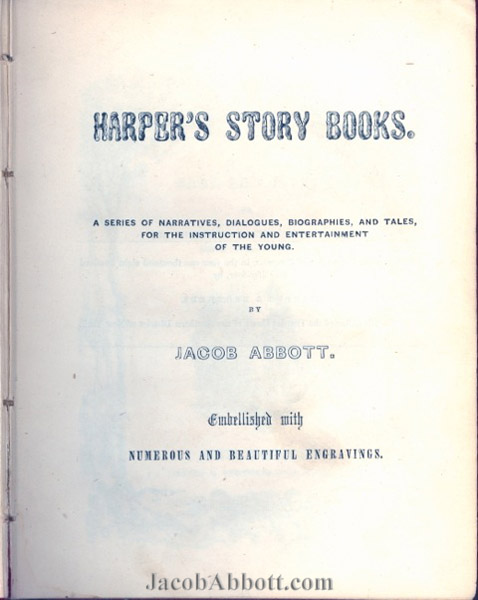 HARPER'S STORY BOOKS.
A SERIES OF NARRATIVES, DIALOGUES, BIOGRAPHIES, AND TALES,
FOR THE INSTRUCTION AND ENTERTAINMENT
OF THE YOUNG.
BY
JACOB ABBOTT.
Embellished with
NUMEROUS AND BEAUTIFUL ENGRAVINGS.
JacobAbbott.com